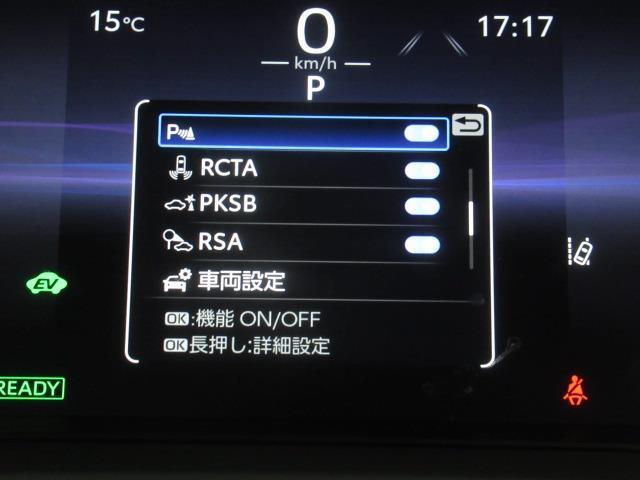 15℃
0
17:17
km/h
P
P
RCTA
PKSB
RSA
車両設定
EV
OK:機能 ON/OFF
OK長押し:詳細設定
READY